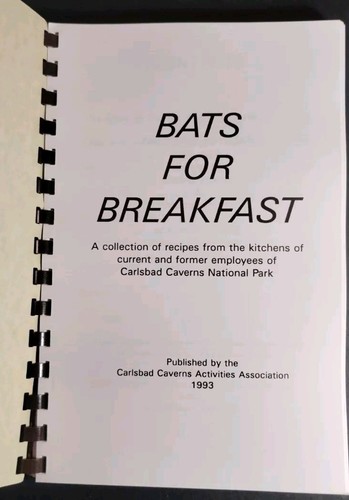 BATS
FOR
BREAKFAST
A collection of recipes from the kitchens of
current and former employees of
Carlsbad Caverns National Park
Published by the
Carlsbad Caverns Activities Association
1993